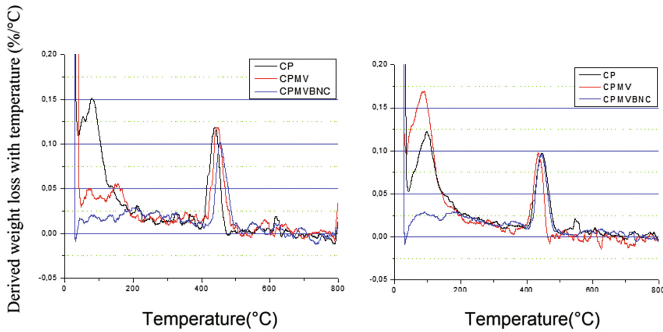 Derived weight loss with temperature (%/°C)
0,20
0,15
0,10
0,05
0,00
-0,05
0 200 400 600 800
Temperature(°C)
CP
CPMV
CPMVBNC
0,20
0,15
0,10
0,05
0,00
-0,05
0 200 400 600 800
Temperature(°C)
CP
CPMV
CPMVBNC